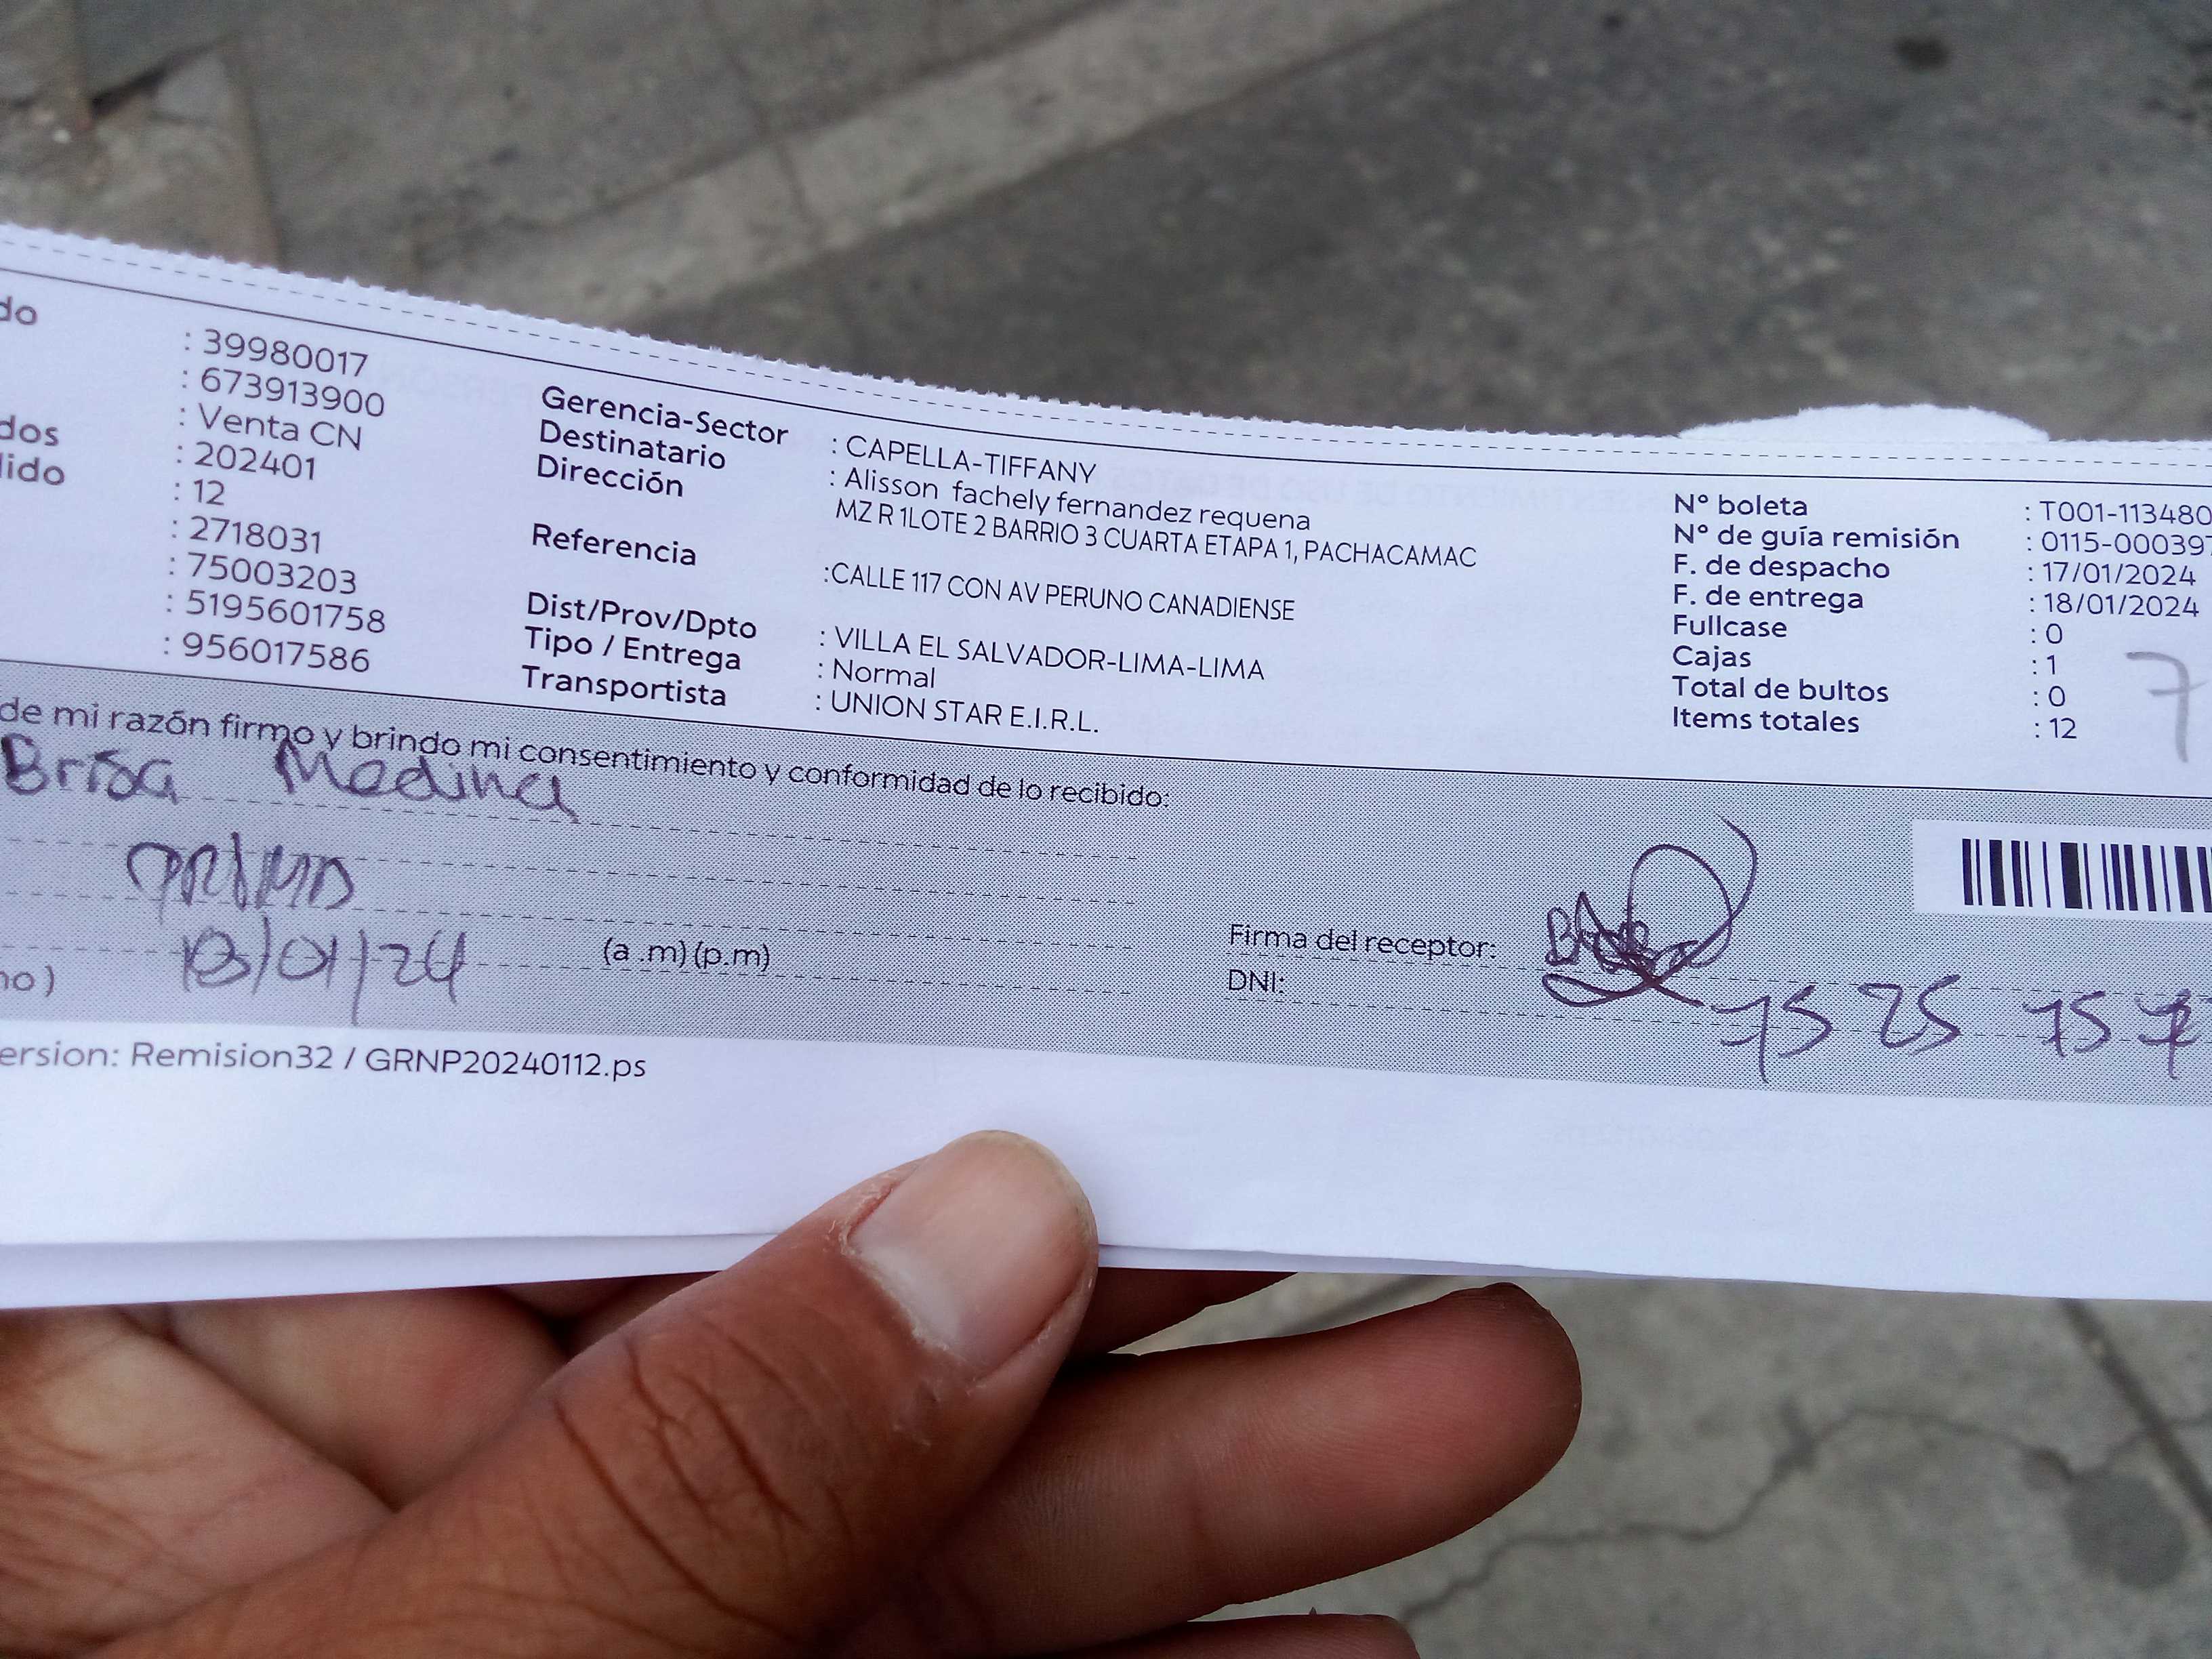 do : 39980017
: 673913900
: Venta CN
dos : 202401
lido : 12
: 2718031
: 75003203
: 5195601758
: 956017586
Gerencia-Sector : CAPELLA-TIFFANY
Destinatario : Alisson fachely fernandez requena
Dirección MZ R 1LOTE 2 BARRIO 3 CUARTA ETAPA 1, PACHACAMAC
Referencia :CALLE 117 CON AV PERUNO CANADIENSE
Dist/Prov/Dpto : VILLA EL SALVADOR-LIMA-LIMA
Tipo / Entrega : Normal
Transportista : UNION STAR E.I.R.L.
N° boleta : T001-113480
N° de guía remisión : 0115-000397
F. de despacho : 17/01/2024
F. de entrega : 18/01/2024
Fullcase : 0
Cajas : 1
Total de bultos : 0
Items totales : 12
7
de mi razón firmo y brindo mi consentimiento y conformidad de lo recibido:
Brisa Medina
18/01/24 (a .m) (p.m)
no)
Firma del receptor:
DNI: 75 25 75
ersion: Remision32 / GRNP20240112.ps